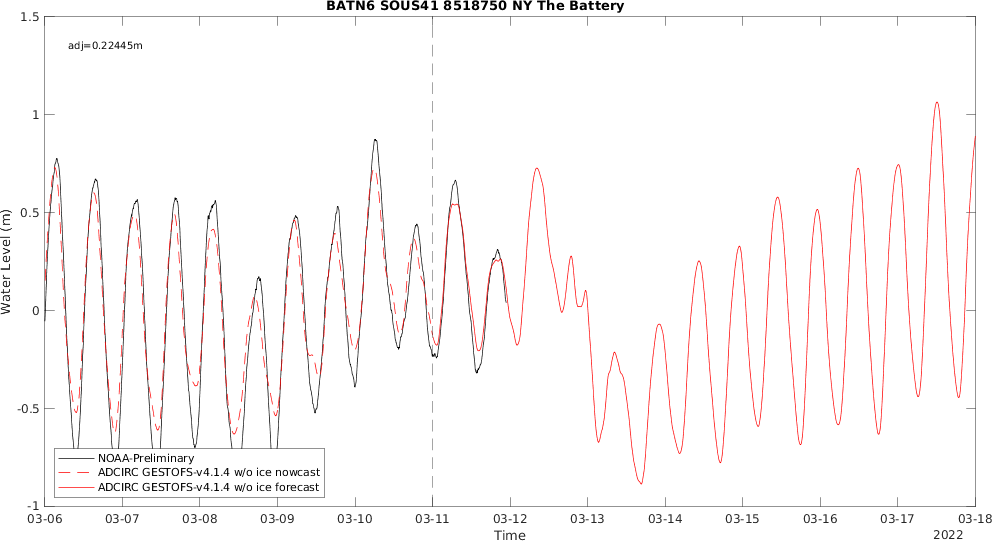 BATN6 SOUS41 8518750 NY The Battery
adj=0.22445m
1.5
1
0.5
0
-0.5
-1
Water Level (m)
NOAA-Preliminary
ADCIRC GESTOFS-v4.1.4 w/o ice nowcast
ADCIRC GESTOFS-v4.1.4 w/o ice forecast
03-06 03-07 03-08 03-09 03-10 03-11 03-12 03-13 03-14 03-15 03-16 03-17 03-18
Time
2022